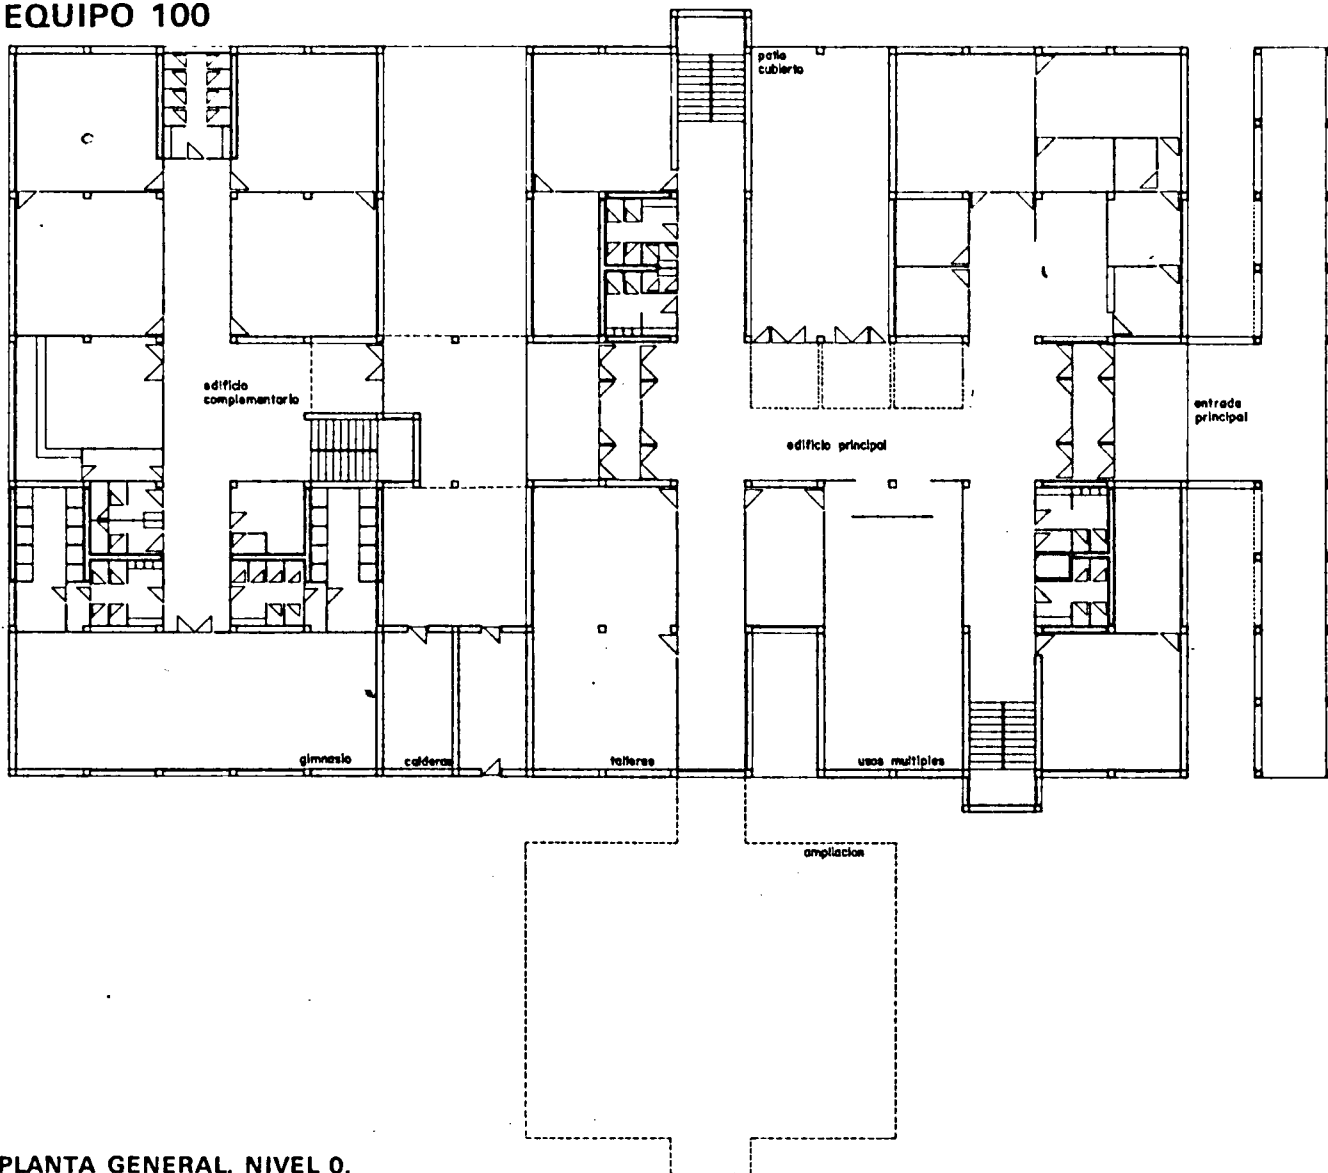 EQUIPO 100
patio
cubierto
edificio
complementario
entrada
principal
edificio principal
gimnasio
calderas
talleres
usos multiples
ampliacion
PLANTA GENERAL. NIVEL 0.